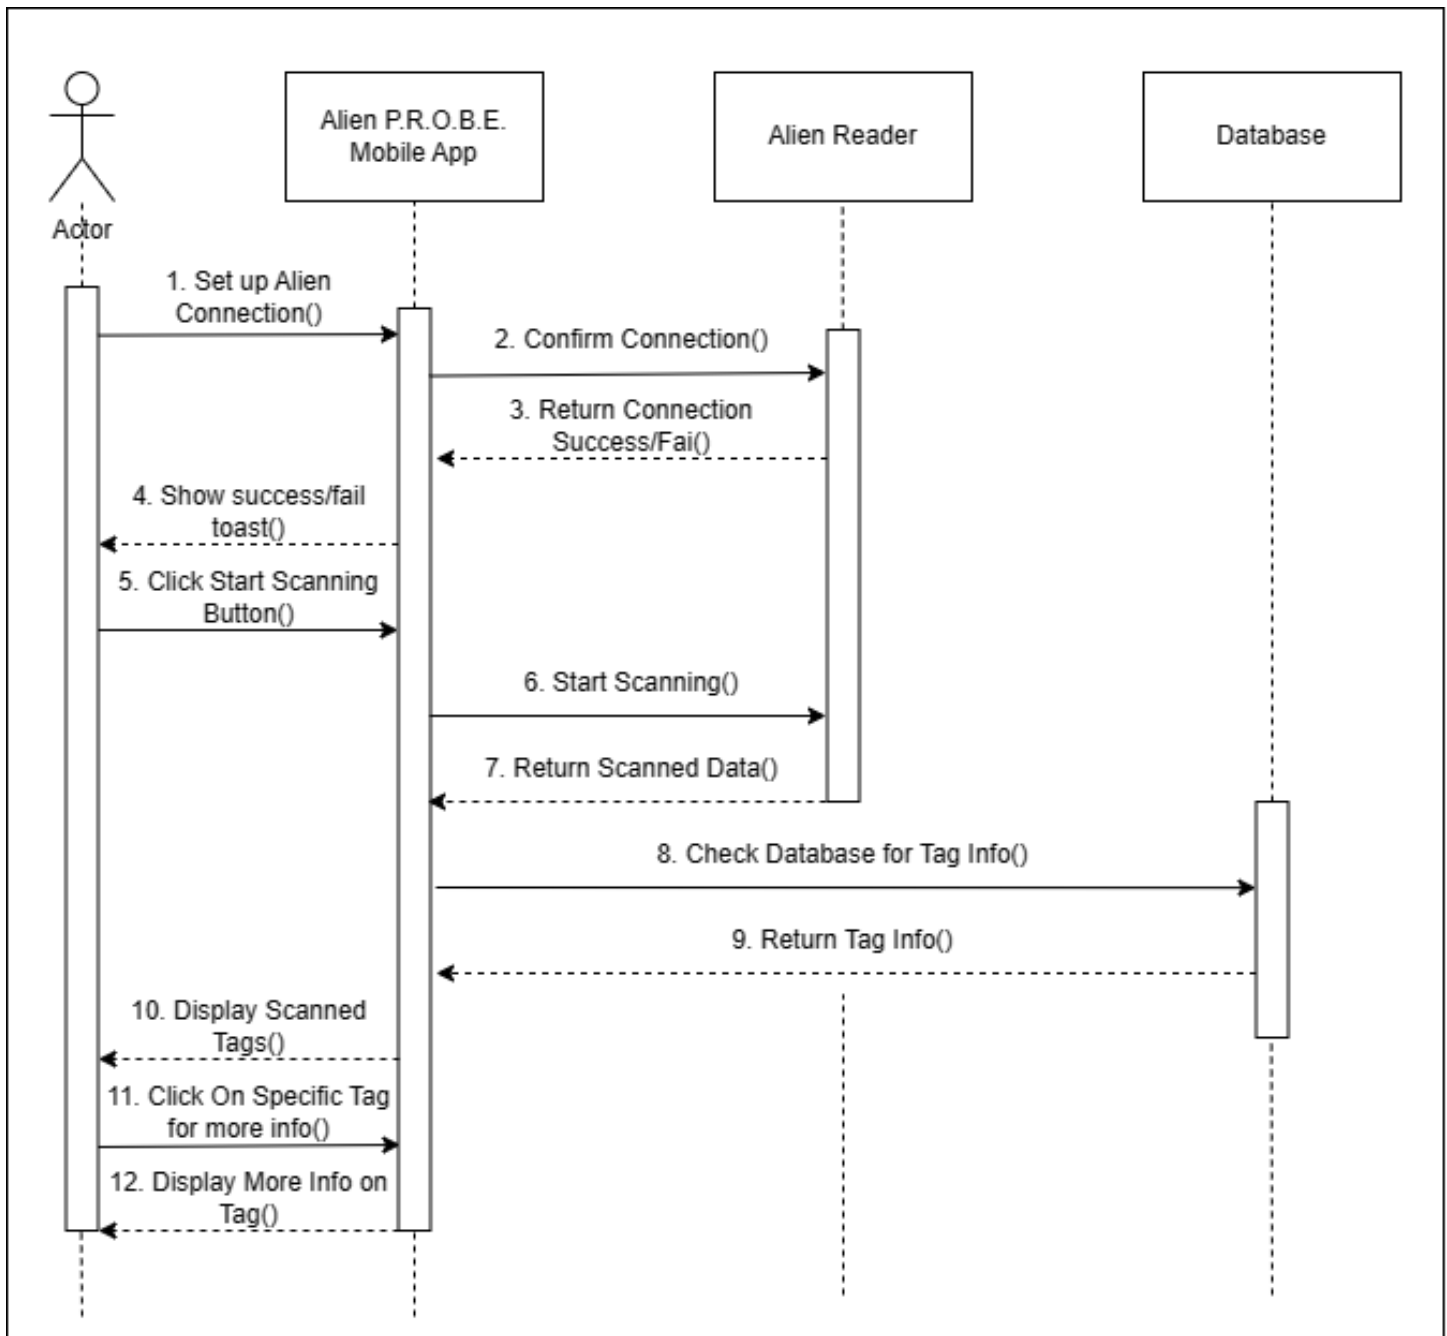 Alien P.R.O.B.E.
Mobile App
Alien Reader
Database
Actor
1. Set up Alien
Connection()
2. Confirm Connection()
3. Return Connection
Success/Fai()
4. Show success/fail
toast()
5. Click Start Scanning
Button()
6. Start Scanning()
7. Return Scanned Data()
8. Check Database for Tag Info()
9. Return Tag Info()
10. Display Scanned
Tags()
11. Click On Specific Tag
for more info()
12. Display More Info on
Tag()